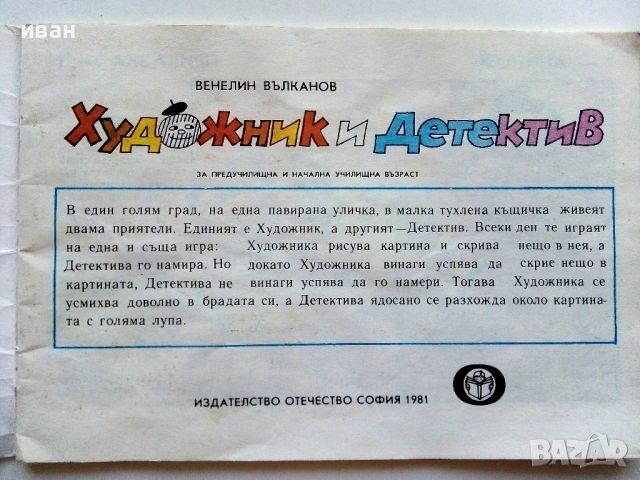 иван
ВЕНЕЛИН ВЪЛКАНОВ
Художник и Детектив
ЗА ПРЕДУЧИЛИЩНА И НАЧАЛНА УЧИЛИЩНА ВЪЗРАСТ
В един голям град, на една павирана уличка, в малка тухлена къщичка живеят
двама приятели. Единият е Художник, а другият—Детектив. Всеки ден те играят
на една и съща игра: Художника рисува картина и скрива нещо в нея, а
Детектива го намира. Но докато Художника винаги успява да скрие нещо в
картината, Детектива не винаги успява да го намери. Тогава Художника се
усмихва доволно в брадата си, а Детектива ядосано се разхожда около картина-
та с голяма лупа.
ИЗДАТЕЛСТВО ОТЕЧЕСТВО СОФИЯ 1981
BAZAR